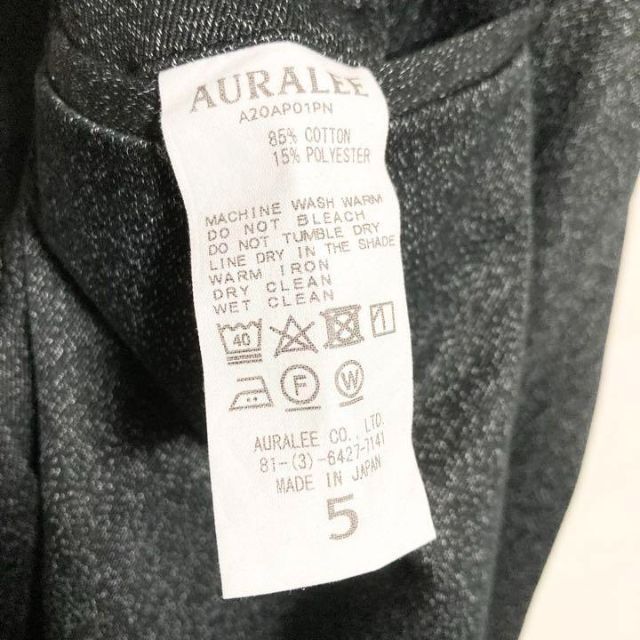 AURALEE
A20AP01PN
85% COTTON
15% POLYESTER
MACHINE WASH WARM
DO NOT BLEACH
DO NOT TUMBLE DRY
LINE DRY IN THE SHADE
WARM IRON
DRY CLEAN
WET CLEAN
40
F W
AURALEE CO., LTD.
81-(3)-6427-7141
MADE IN JAPAN
5